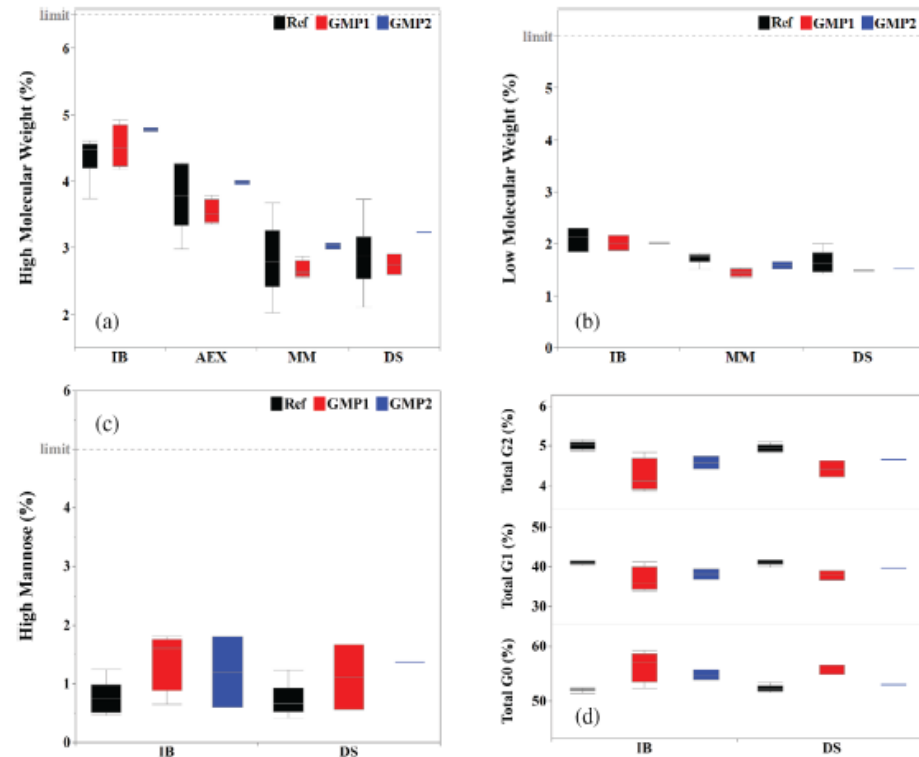 limit
6
5
4
3
2
High Molecular Weight (%)
Ref GMP1 GMP2
(a)
IB AEX MM DS
limit
5
4
3
2
1
0
Low Molecular Weight (%)
Ref GMP1 GMP2
(b)
IB MM DS
6
limit
4
3
2
1
0
High Mannose (%)
(c)
Ref GMP1 GMP2
IB DS
6
5
4
Total G2 (%)
50
40
30
Total G1 (%)
60
50
Total G0 (%)
(d)
IB DS